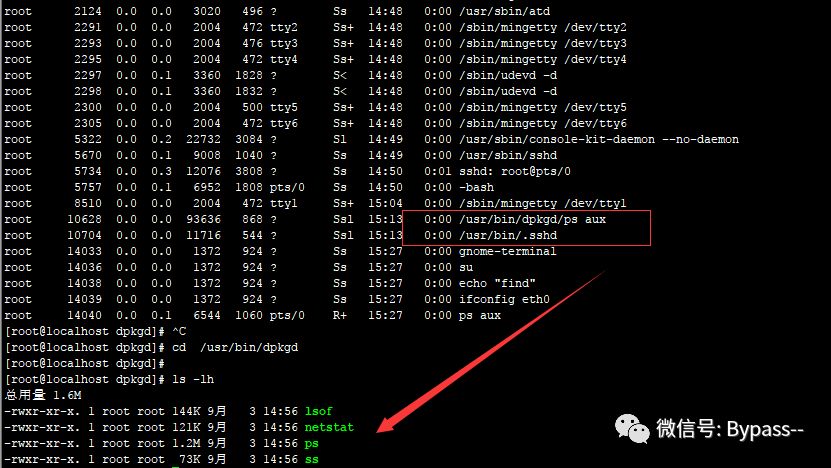 root      2124  0.0  0.0   3020   496 ?        Ss   14:48   0:00 /usr/sbin/atd
root      2291  0.0  0.0   2004   472 tty2     Ss+  14:48   0:00 /sbin/mingetty /dev/tty2
root      2293  0.0  0.0   2004   476 tty3     Ss+  14:48   0:00 /sbin/mingetty /dev/tty3
root      2295  0.0  0.0   2004   472 tty4     Ss+  14:48   0:00 /sbin/mingetty /dev/tty4
root      2297  0.0  0.1   3360  1828 ?        S<   14:48   0:00 /sbin/udevd -d
root      2298  0.0  0.1   3360  1832 ?        S<   14:48   0:00 /sbin/udevd -d
root      2300  0.0  0.0   2004   500 tty5     Ss+  14:48   0:00 /sbin/mingetty /dev/tty5
root      2305  0.0  0.0   2004   472 tty6     Ss+  14:48   0:00 /sbin/mingetty /dev/tty6
root      5322  0.0  0.2  22732  3084 ?        Sl   14:49   0:00 /usr/sbin/console-kit-daemon --no-daemon
root      5670  0.0  0.1   9008  1040 ?        Ss   14:49   0:00 /usr/sbin/sshd
root      5734  0.0  0.3  12076  3808 ?        Ss   14:50   0:01 sshd: root@pts/0
root      5757  0.0  0.1   6952  1808 pts/0    Ss   14:50   0:00 -bash
root      8510  0.0  0.0   2004   472 tty1     Ss+  15:04   0:00 /sbin/mingetty /dev/tty1
root     10628  0.0  0.0  93636   868 ?        Ssl  15:13   0:00 /usr/bin/dpkgd/ps aux
root     10704  0.0  0.0  11716   544 ?        Ssl  15:13   0:00 /usr/bin/.sshd
root     14033  0.0  0.0   1372   924 ?        Ss   15:27   0:00 gnome-terminal
root     14036  0.0  0.0   1372   924 ?        Ss   15:27   0:00 su
root     14038  0.0  0.0   1372   924 ?        Ss   15:27   0:00 echo "find"
root     14039  0.0  0.0   1372   924 ?        Ss   15:27   0:00 ifconfig eth0
root     14040  0.0  0.1   6544  1060 pts/0    R+   15:27   0:00 ps aux
[root@localhost dpkgd]# ^C
[root@localhost dpkgd]# cd  /usr/bin/dpkgd
[root@localhost dpkgd]#
[root@localhost dpkgd]# ls -lh
总用量 1.6M
-rwxr-xr-x. 1 root root 144K 9月   3 14:56 lsof
-rwxr-xr-x. 1 root root 121K 9月   3 14:56 netstat
-rwxr-xr-x. 1 root root 1.2M 9月   3 14:56 ps
-rwxr-xr-x. 1 root root  73K 9月   3 14:56 ss
微信号: Bypass--